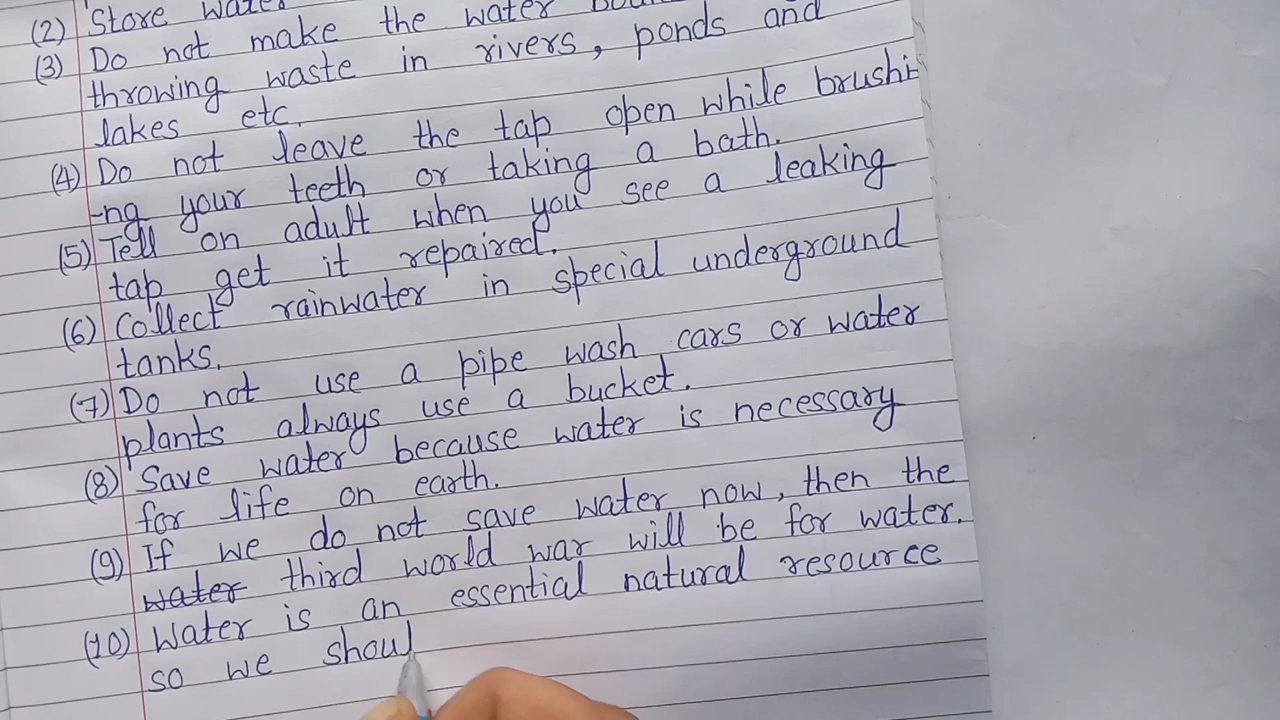 (2) Store water
(3) Do not make the water
throwing waste in rivers, ponds and
lakes etc.
(4) Do not leave the tap open while brushi
-ng your teeth or taking a bath.
(5) Tell on adult when you see a leaking
tap get it repaired.
(6) Collect rainwater in special underground
tanks.
(7) Do not use a pipe wash cars or water
plants always use a bucket.
(8) Save water because water is necessary
for life on earth.
(9) If we do not save water now, then the
water third world war will be for water.
(10) Water is an essential natural resource
so we shoul